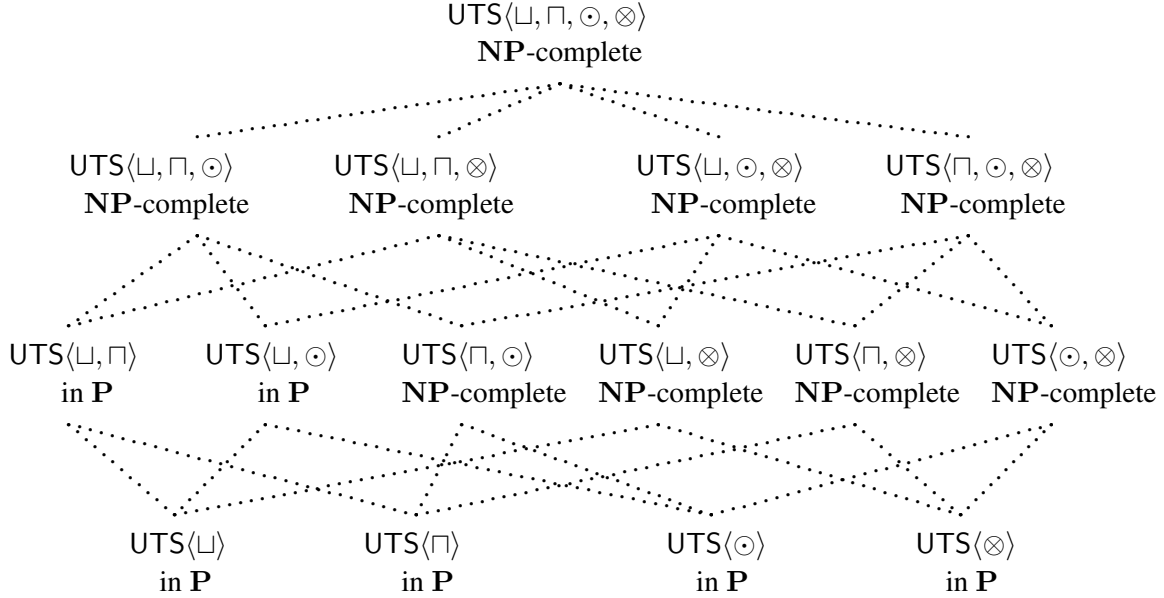 UTS⟨⊔, ⊓, ⊙, ⊗⟩
NP-complete
UTS⟨⊔, ⊓, ⊙⟩ UTS⟨⊔, ⊓, ⊗⟩ UTS⟨⊔, ⊙, ⊗⟩ UTS⟨⊓, ⊙, ⊗⟩
NP-complete NP-complete NP-complete NP-complete
UTS⟨⊔, ⊓⟩ UTS⟨⊔, ⊙⟩ UTS⟨⊓, ⊙⟩ UTS⟨⊔, ⊗⟩ UTS⟨⊓, ⊗⟩ UTS⟨⊙, ⊗⟩
in P in P NP-complete NP-complete NP-complete NP-complete
UTS⟨⊔⟩ UTS⟨⊓⟩ UTS⟨⊙⟩ UTS⟨⊗⟩
in P in P in P in P